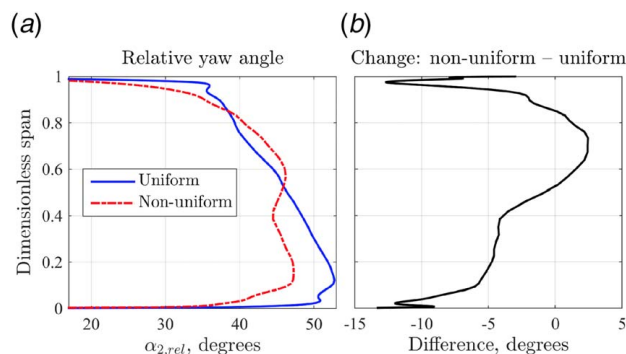 (a)
(b)
Relative yaw angle
Change: non-uniform – uniform
Dimensionless span
1
0.8
0.6
0.4
0.2
0
Uniform
Non-uniform
20 30 40 50
-15 -10 -5 0 5
α2,rel, degrees
Difference, degrees